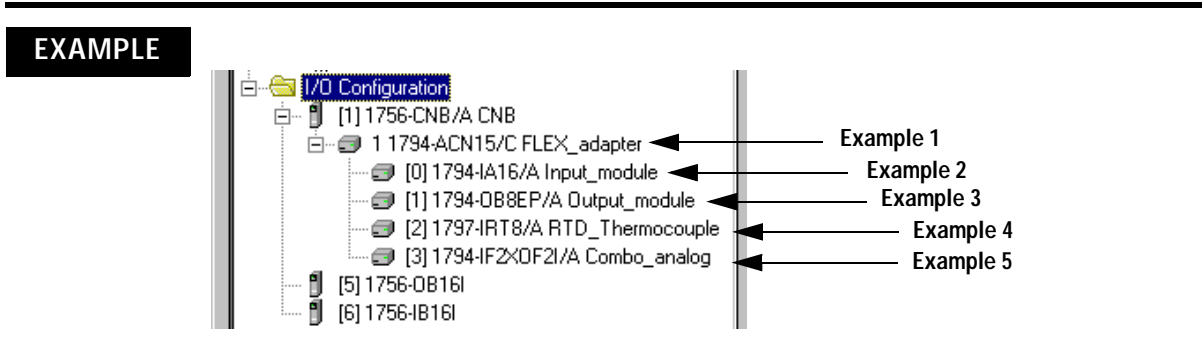 EXAMPLE
I/O Configuration
[1] 1756-CNB/A CNB
1 1794-ACN15/C FLEX_adapter
Example 1
[0] 1794-IA16/A Input_module
Example 2
[1] 1794-OB8EP/A Output_module
Example 3
[2] 1797-IRT8/A RTD_Thermocouple
Example 4
[3] 1794-IF2XOF2I/A Combo_analog
Example 5
[5] 1756-OB16I
[6] 1756-IB16I